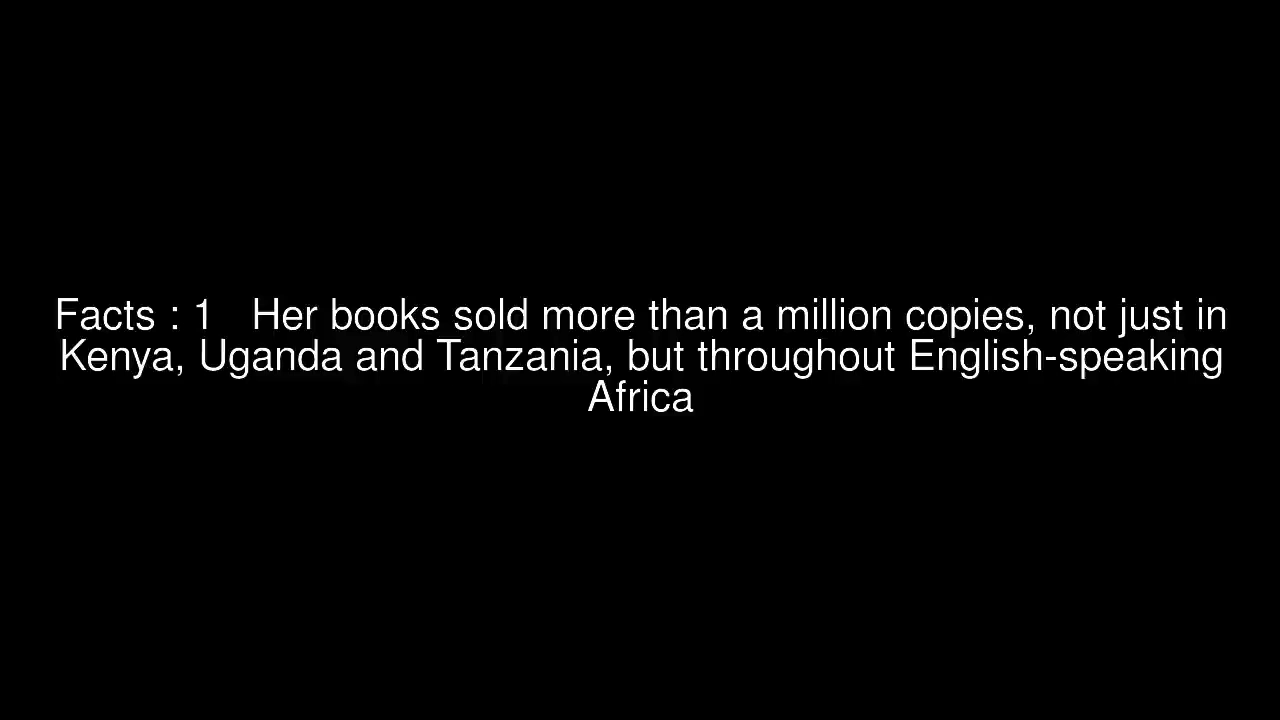 Facts : 1   Her books sold more than a million copies, not just in
Kenya, Uganda and Tanzania, but throughout English-speaking
Africa